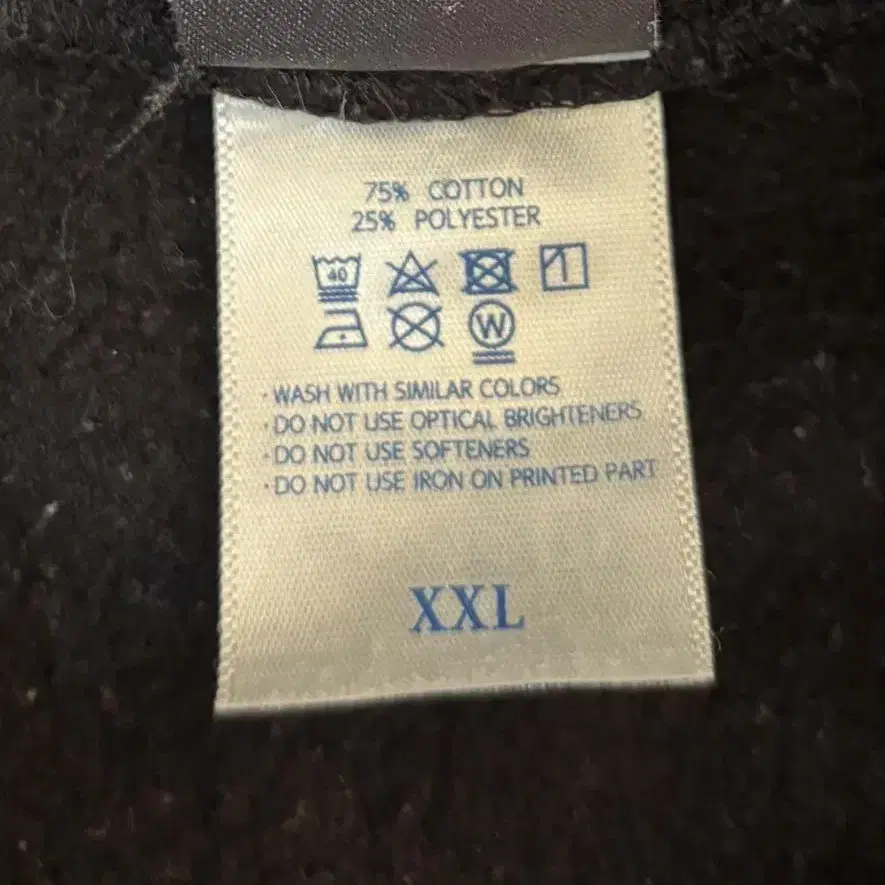 75% COTTON
25% POLYESTER
40
W
· WASH WITH SIMILAR COLORS
· DO NOT USE OPTICAL BRIGHTENERS
· DO NOT USE SOFTENERS
· DO NOT USE IRON ON PRINTED PART
XXL